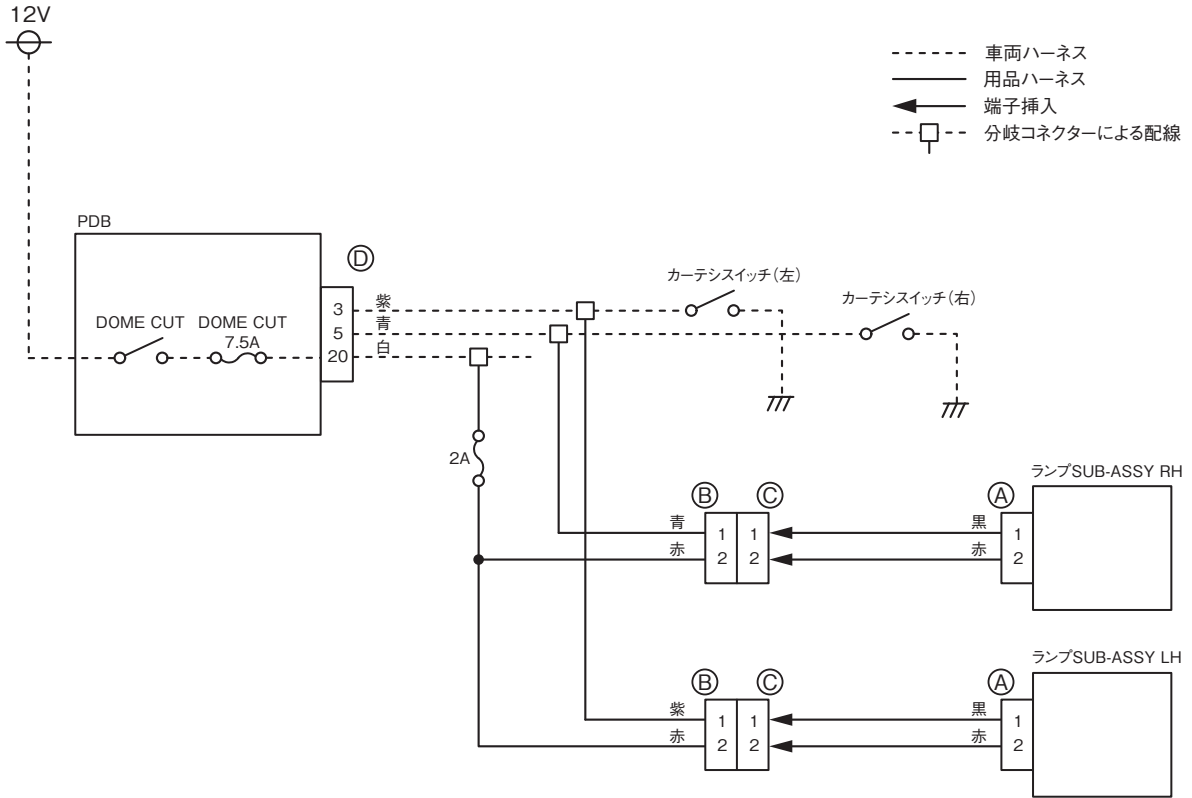 12V
車両ハーネス
用品ハーネス
端子挿入
分岐コネクターによる配線
PDB
D
カーテシスイッチ(左)
カーテシスイッチ(右)
DOME CUT
DOME CUT
7.5A
3
紫
5
青
20
白
2A
ランプSUB-ASSY RH
B
C
A
青
1
1
黒
1
赤
2
2
赤
2
ランプSUB-ASSY LH
B
C
A
紫
1
1
黒
1
赤
2
2
赤
2